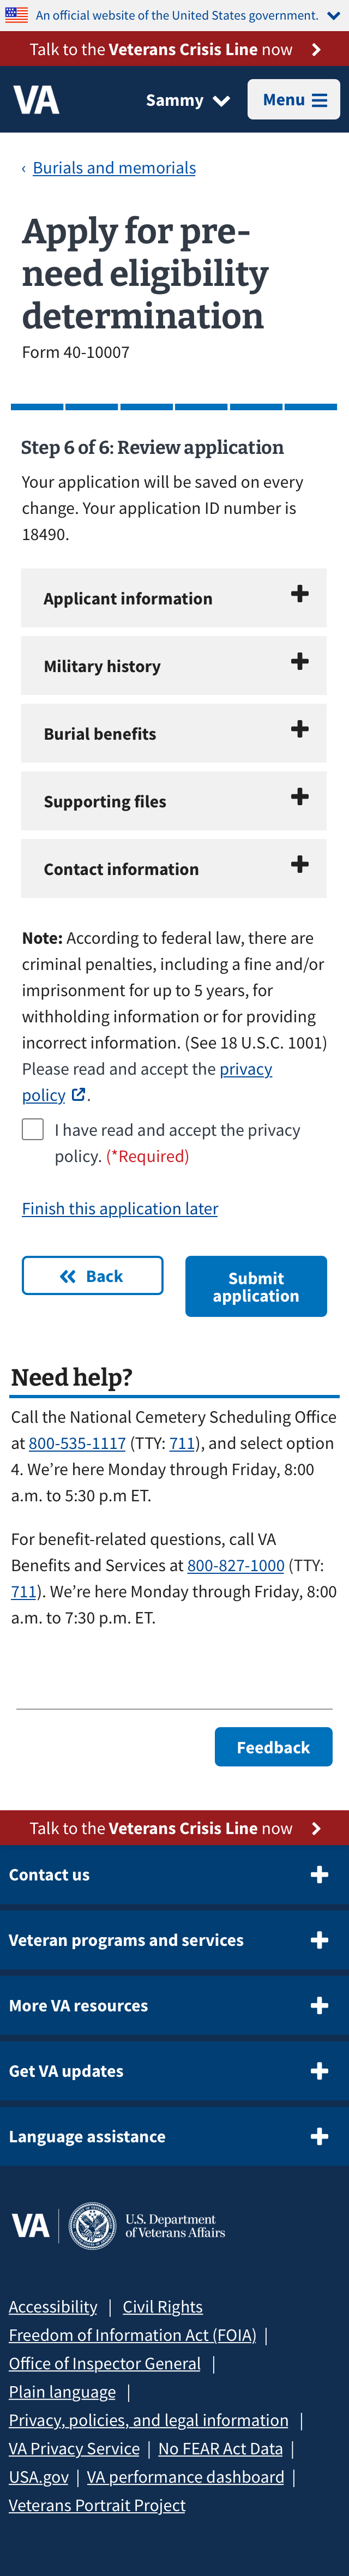 An official website of the United States government.
Talk to the Veterans Crisis Line now
VA
Sammy
Menu
‹ Burials and memorials
Apply for pre-
need eligibility
determination
Form 40-10007
Step 6 of 6: Review application
Your application will be saved on every
change. Your application ID number is
18490.
Applicant information
Military history
Burial benefits
Supporting files
Contact information
Note: According to federal law, there are
criminal penalties, including a fine and/or
imprisonment for up to 5 years, for
withholding information or for providing
incorrect information. (See 18 U.S.C. 1001)
Please read and accept the privacy
policy .
I have read and accept the privacy
policy. (*Required)
Finish this application later
Back
Submit
application
Need help?
Call the National Cemetery Scheduling Office
at 800-535-1117 (TTY: 711), and select option
4. We’re here Monday through Friday, 8:00
a.m. to 5:30 p.m ET.
For benefit-related questions, call VA
Benefits and Services at 800-827-1000 (TTY:
711). We’re here Monday through Friday, 8:00
a.m. to 7:30 p.m. ET.
Feedback
Talk to the Veterans Crisis Line now
Contact us
Veteran programs and services
More VA resources
Get VA updates
Language assistance
VA
U.S. Department
of Veterans Affairs
Accessibility | Civil Rights
Freedom of Information Act (FOIA) |
Office of Inspector General |
Plain language |
Privacy, policies, and legal information |
VA Privacy Service | No FEAR Act Data |
USA.gov | VA performance dashboard |
Veterans Portrait Project